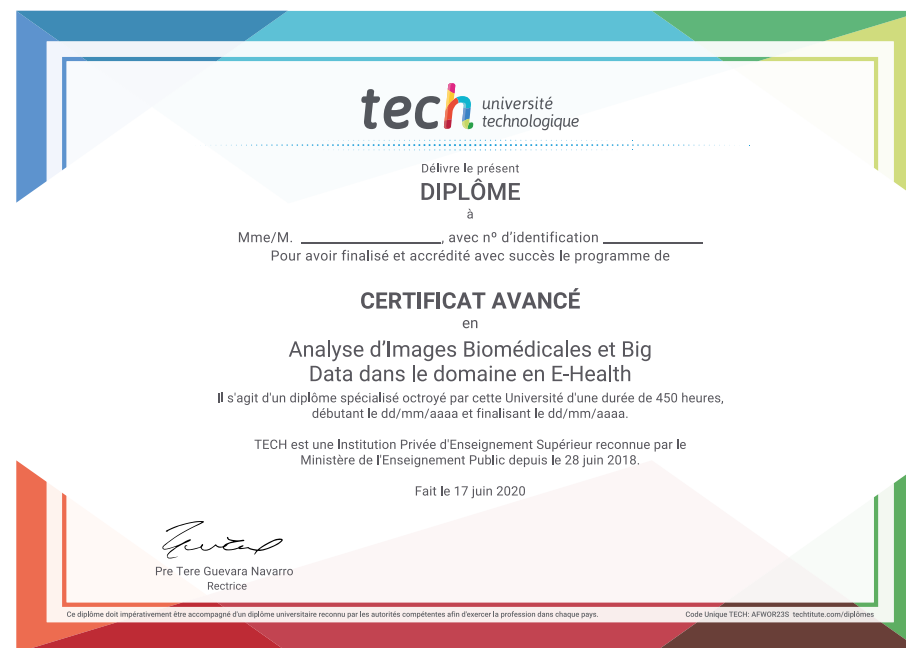 tech université
technologique
Délivre le présent
DIPLÔME
à
Mme/M. ____________________, avec nº d'identification ______________
Pour avoir finalisé et accrédité avec succès le programme de
CERTIFICAT AVANCÉ
en
Analyse d'Images Biomédicales et Big
Data dans le domaine en E-Health
Il s'agit d'un diplôme spécialisé octroyé par cette Université d'une durée de 450 heures,
débutant le dd/mm/aaaa et finalisant le dd/mm/aaaa.
TECH est une Institution Privée d'Enseignement Supérieur reconnue par le
Ministère de l'Enseignement Public depuis le 28 juin 2018.
Fait le 17 juin 2020
Pre Tere Guevara Navarro
Rectrice
Ce diplôme doit impérativement être accompagné d'un diplôme universitaire reconnu par les autorités compétentes afin d'exercer la profession dans chaque pays.
Code Unique TECH: AFWOR23S techtitute.com/diplômes